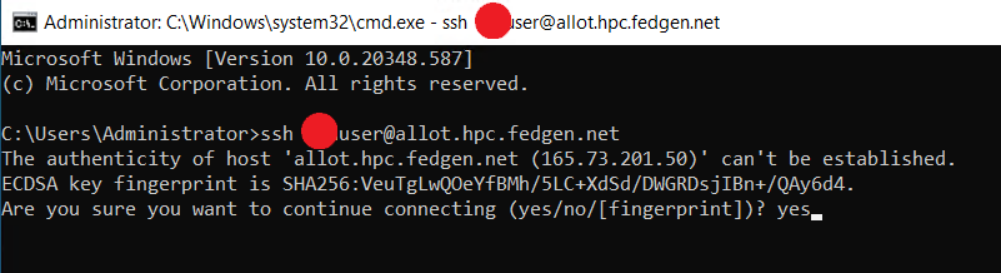 Administrator: C:\Windows\system32\cmd.exe - ssh user@allot.hpc.fedgen.net
Microsoft Windows [Version 10.0.20348.587]
(c) Microsoft Corporation. All rights reserved.
C:\Users\Administrator>ssh user@allot.hpc.fedgen.net
The authenticity of host 'allot.hpc.fedgen.net (165.73.201.50)' can't be established.
ECDSA key fingerprint is SHA256:VeuTgLwQOeYfBMh/5LC+XdSd/DWGRDsjIBn+/QAy6d4.
Are you sure you want to continue connecting (yes/no/[fingerprint])? yes